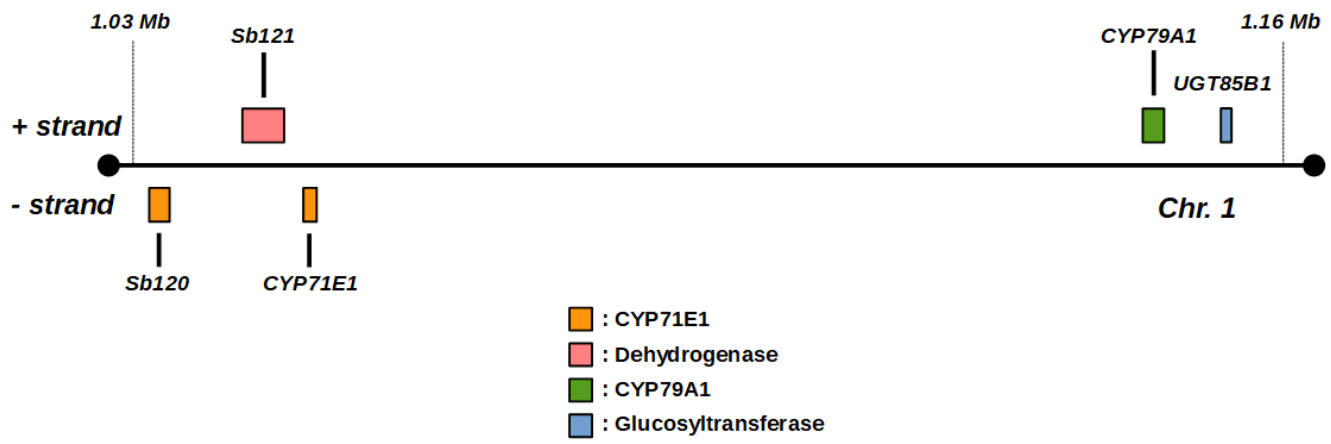 1.03 Mb
1.16 Mb
Sb121
CYP79A1
UGT85B1
+ strand
- strand
Chr. 1
Sb120
CYP71E1
: CYP71E1
: Dehydrogenase
: CYP79A1
: Glucosyltransferase